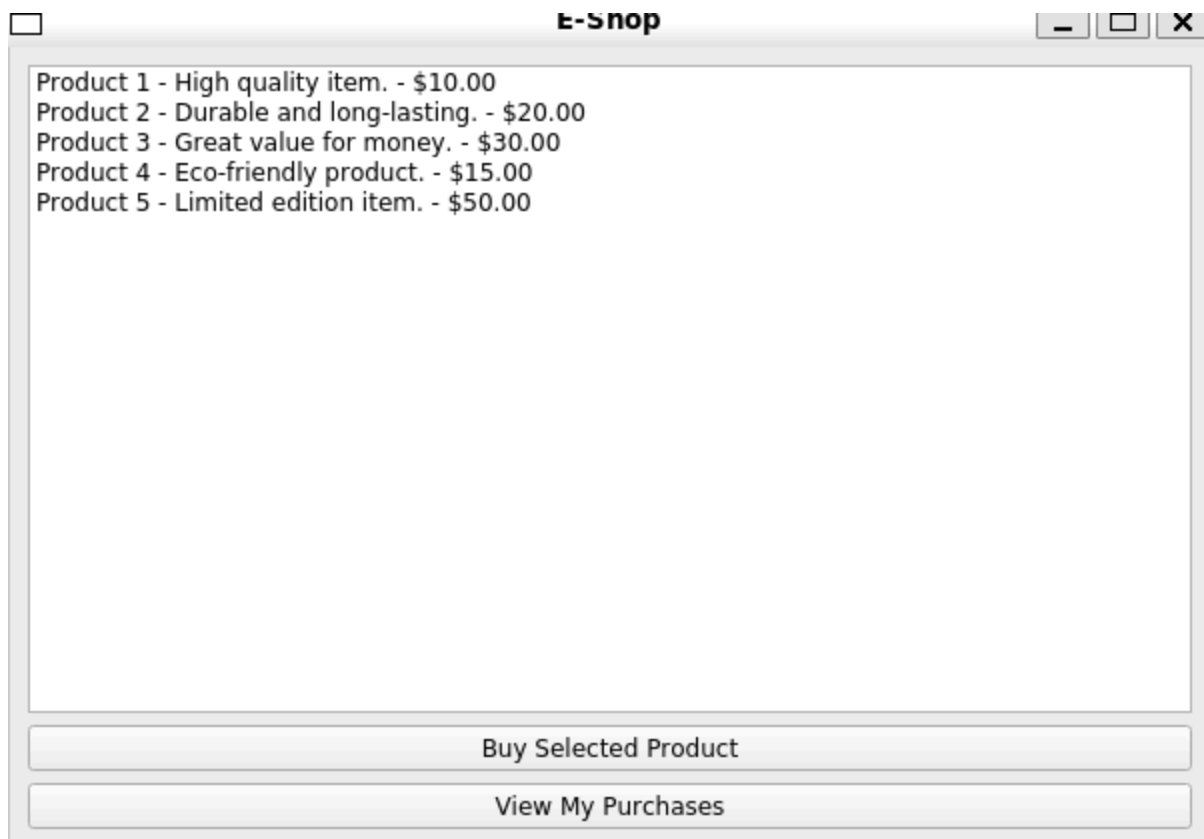 E-Shop
Product 1 - High quality item. - $10.00
Product 2 - Durable and long-lasting. - $20.00
Product 3 - Great value for money. - $30.00
Product 4 - Eco-friendly product. - $15.00
Product 5 - Limited edition item. - $50.00
Buy Selected Product
View My Purchases